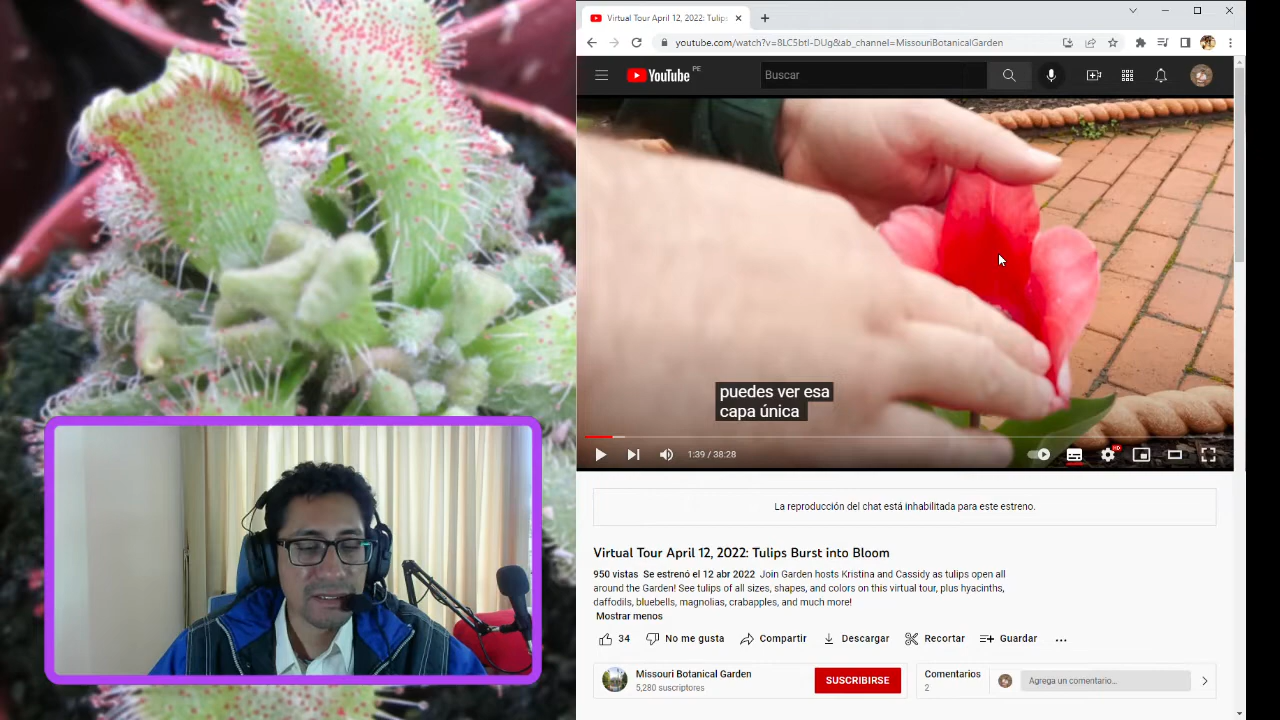 Virtual Tour April 12, 2022: Tulips
youtube.com/watch?v=8LC5btI-DUg&ab_channel=MissouriBotanicalGarden
YouTube PE
Buscar
puedes ver esa
capa única
1:39 / 38:28
HD
La reproducción del chat está inhabilitada para este estreno.
Virtual Tour April 12, 2022: Tulips Burst into Bloom
950 vistas Se estrenó el 12 abr 2022 Join Garden hosts Kristina and Cassidy as tulips open all
around the Garden! See tulips of all sizes, shapes, and colors on this virtual tour, plus hyacinths,
daffodils, bluebells, magnolias, crabapples, and much more!
Mostrar menos
34 No me gusta Compartir Descargar Recortar Guardar ...
Missouri Botanical Garden
5,280 suscriptores
SUSCRIBIRSE
Comentarios
2
Agrega un comentario...